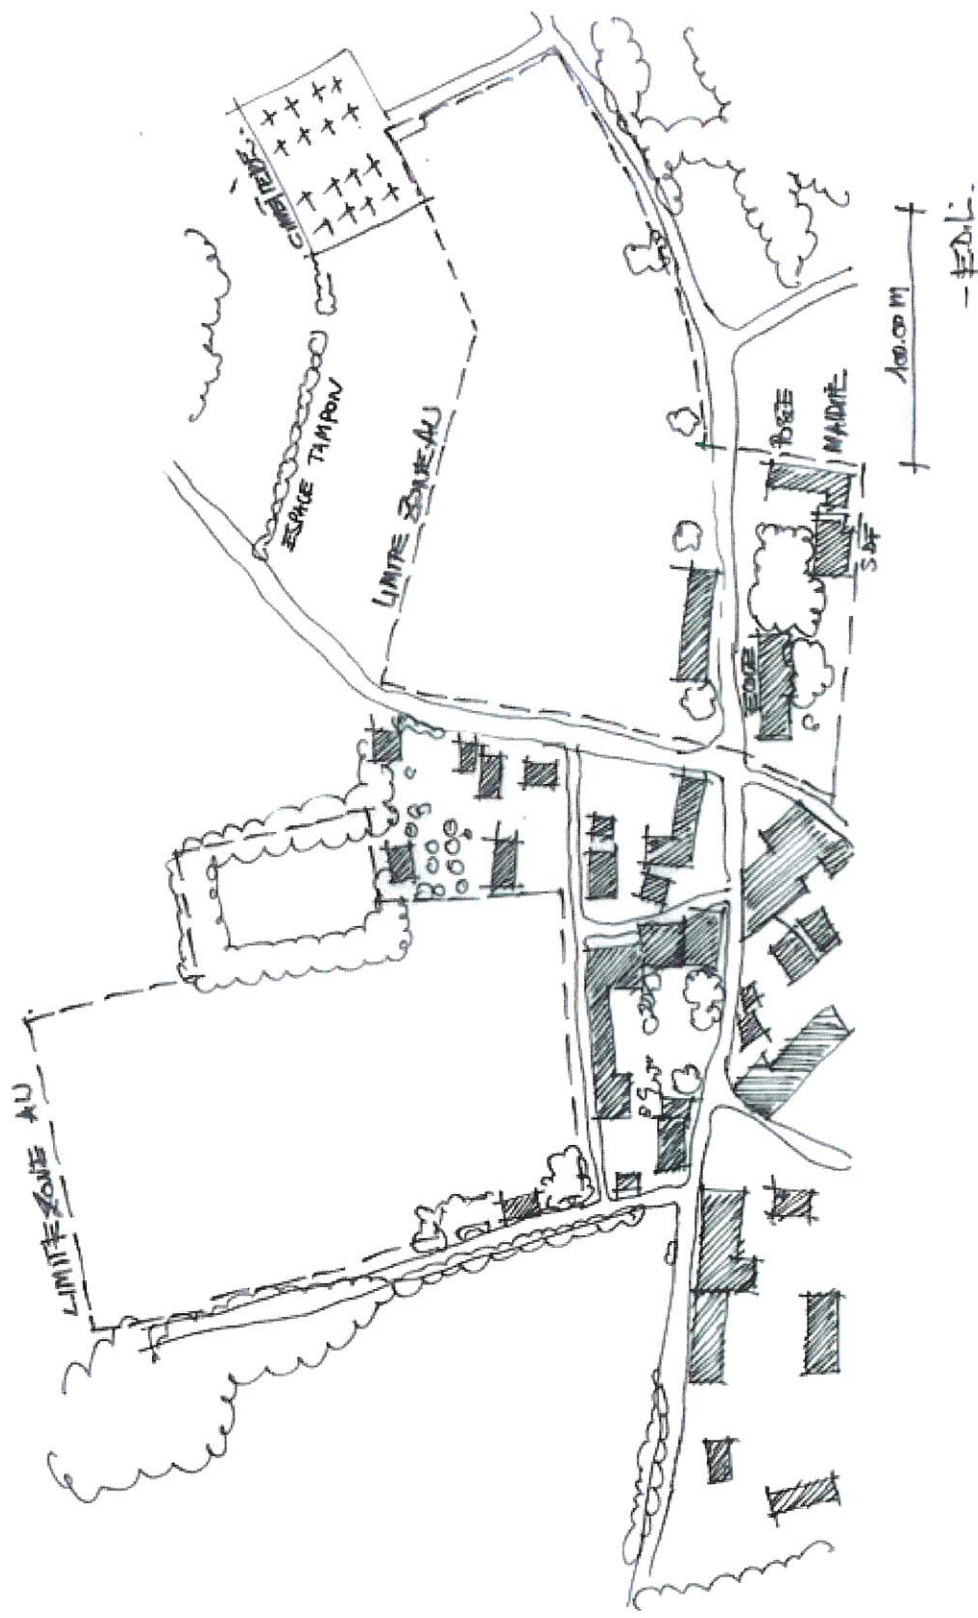 CIMETIERE.
ESPACE TAMPON
LIMITE ZONE AU
LIMITE ZONE AU
ECOLE
POSTE
MAIRIE
SDF
100.00 M